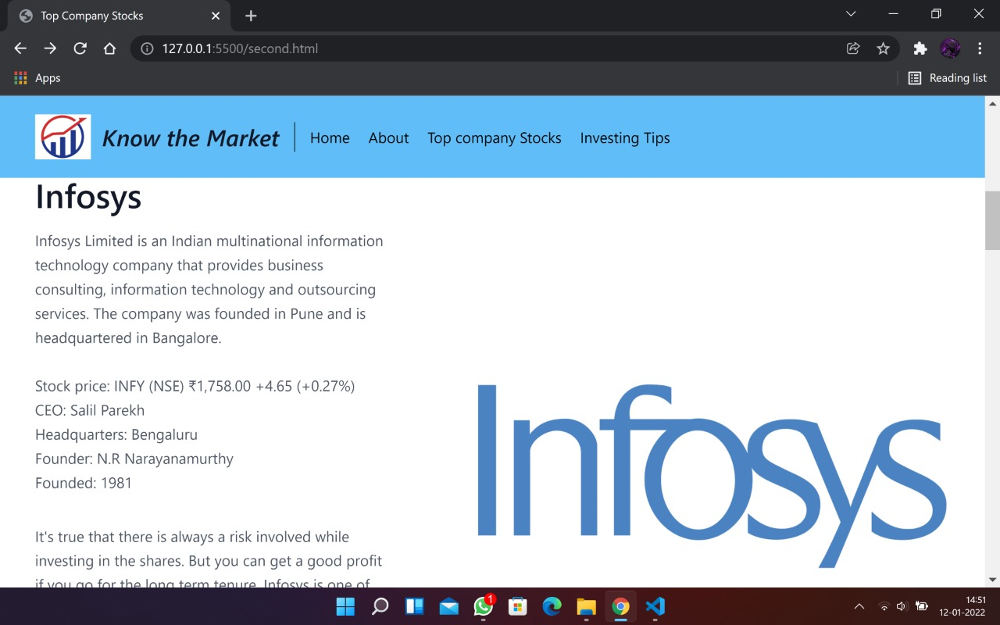 Top Company Stocks
127.0.0.1:5500/second.html
Apps
Reading list
Know the Market
Home About Top company Stocks Investing Tips
Infosys
Infosys Limited is an Indian multinational information
technology company that provides business
consulting, information technology and outsourcing
services. The company was founded in Pune and is
headquartered in Bangalore.
Stock price: INFY (NSE) ₹1,758.00 +4.65 (+0.27%)
CEO: Salil Parekh
Headquarters: Bengaluru
Founder: N.R Narayanamurthy
Founded: 1981
It's true that there is always a risk involved while
investing in the shares. But you can get a good profit
if you go for the long term tenure. Infosys is one of
Infosys
1
14:51
12-01-2022